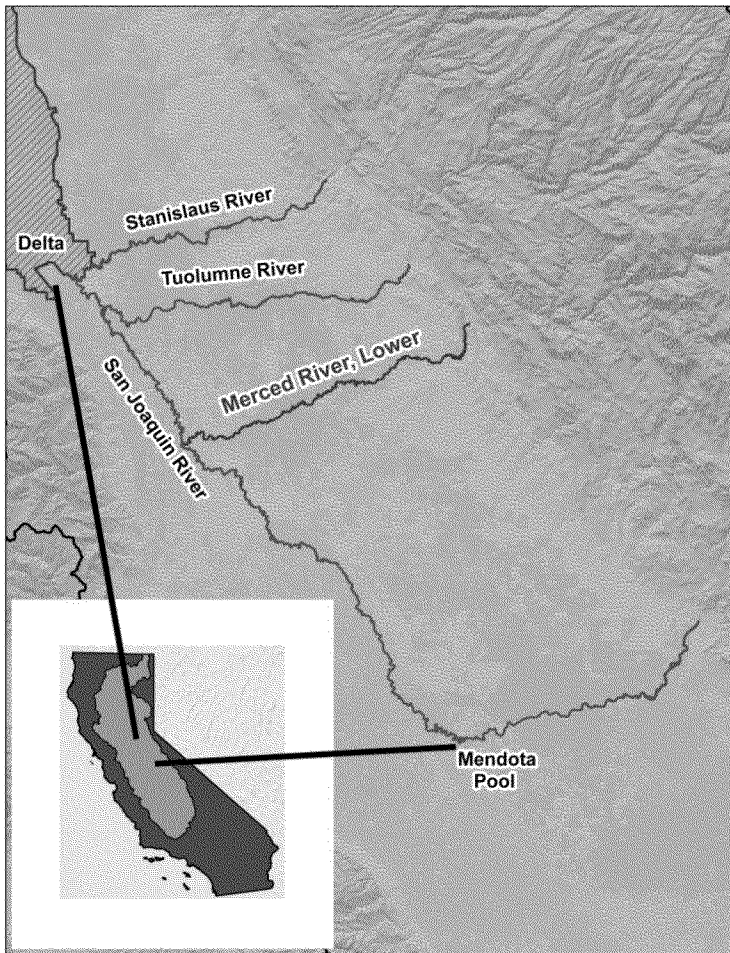 Stanislaus River
Delta
Tuolumne River
Merced River, Lower
San Joaquin River
Mendota
Pool